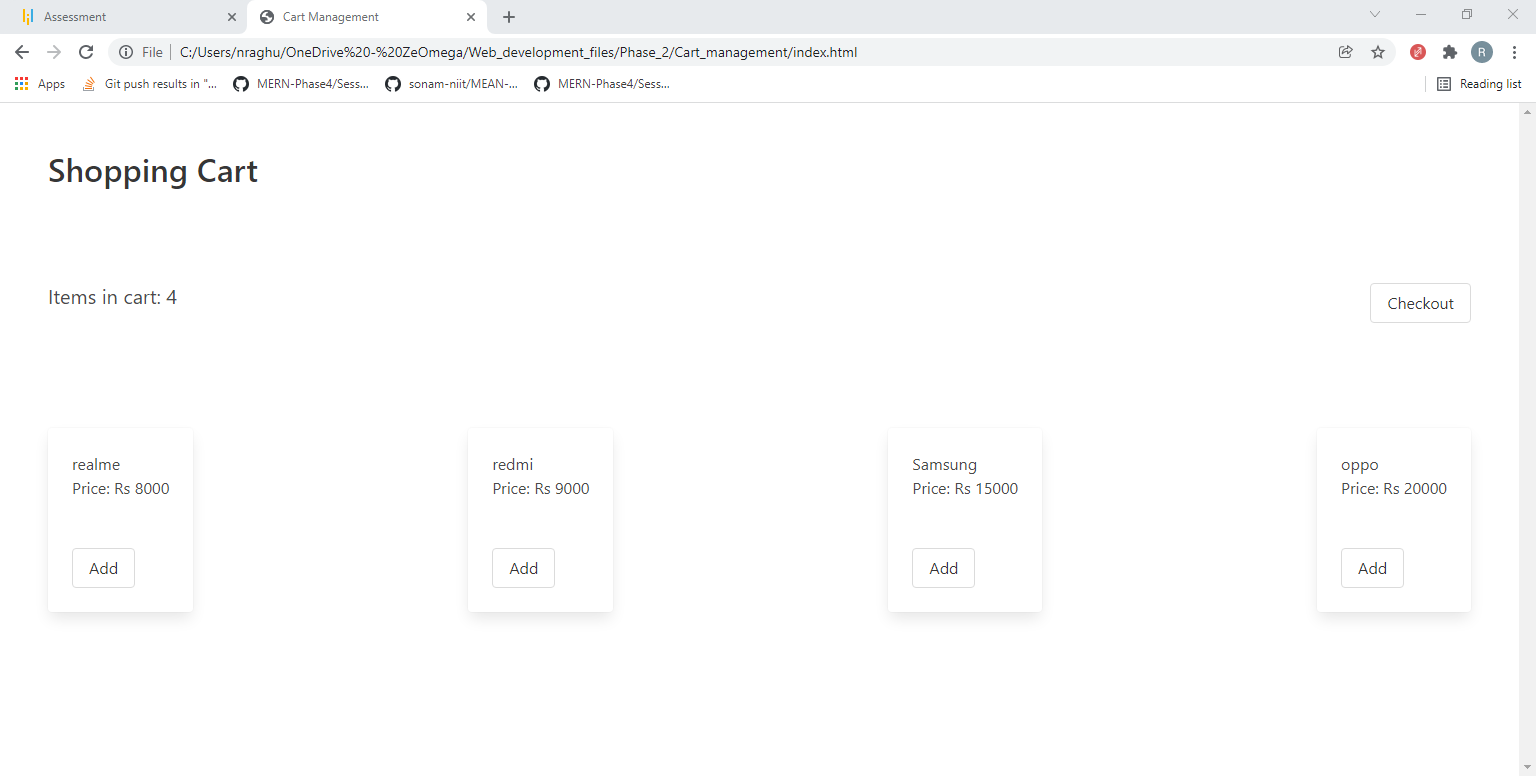 Assessment
Cart Management
File
C:/Users/nraghu/OneDrive%20-%20ZeOmega/Web_development_files/Phase_2/Cart_management/index.html
R
Apps
Git push results in "...
MERN-Phase4/Sess...
sonam-niit/MEAN-...
MERN-Phase4/Sess...
Reading list
Shopping Cart
Items in cart: 4
Checkout
realme
Price: Rs 8000
Add
redmi
Price: Rs 9000
Add
Samsung
Price: Rs 15000
Add
oppo
Price: Rs 20000
Add